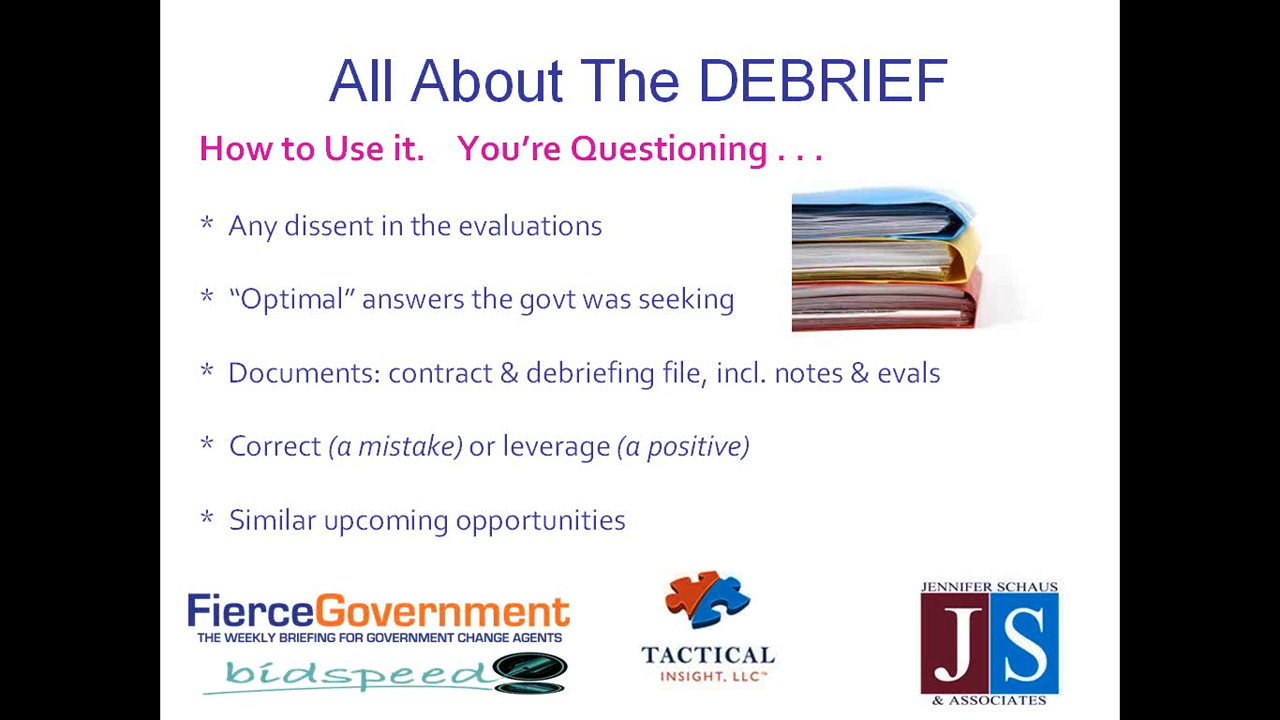 All About The DEBRIEF
How to Use it. You’re Questioning . . .
* Any dissent in the evaluations
* “Optimal” answers the govt was seeking
* Documents: contract & debriefing file, incl. notes & evals
* Correct (a mistake) or leverage (a positive)
* Similar upcoming opportunities
FierceGovernment
THE WEEKLY BRIEFING FOR GOVERNMENT CHANGE AGENTS
bidspeed
TACTICAL
INSIGHT, LLC™
JENNIFER SCHAUS
JS
& ASSOCIATES